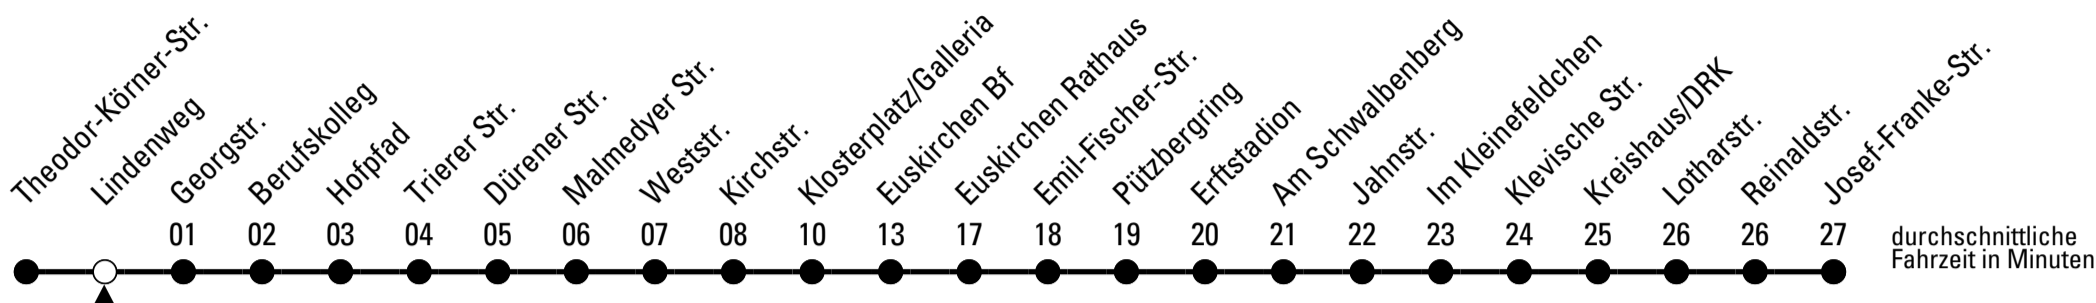 Theodor-Körner-Str.
Lindenweg
Georgstr.
Berufskolleg
Hofpfad
Trierer Str.
Dürener Str.
Malmedyer Str.
Weststr.
Kirchstr.
Klosterplatz/Galleria
Euskirchen Bf
Euskirchen Rathaus
Emil-Fischer-Str.
Pützbergring
Erftstadion
Am Schwalbenberg
Jahnstr.
Im Kleinefeldchen
Klevische Str.
Kreishaus/DRK
Lotharstr.
Reinaldstr.
Josef-Franke-Str.
01 02 03 04 05 06 07 08 10 13 17 18 19 20 21 22 23 24 25 26 26 27
durchschnittliche
Fahrzeit in Minuten